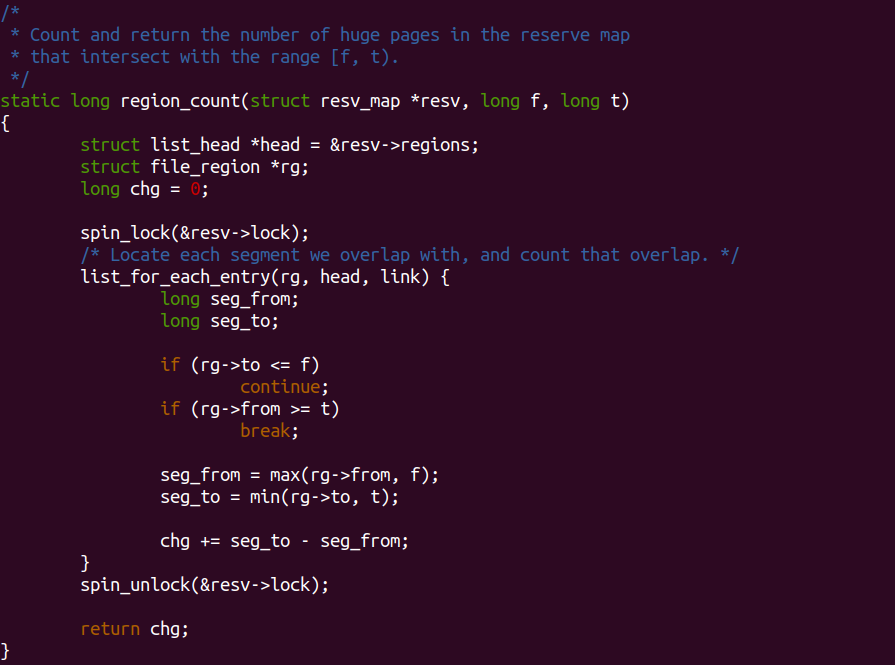 /*
 * Count and return the number of huge pages in the reserve map
 * that intersect with the range [f, t).
 */
static long region_count(struct resv_map *resv, long f, long t)
{
        struct list_head *head = &resv->regions;
        struct file_region *rg;
        long chg = 0;

        spin_lock(&resv->lock);
        /* Locate each segment we overlap with, and count that overlap. */
        list_for_each_entry(rg, head, link) {
                long seg_from;
                long seg_to;

                if (rg->to <= f)
                        continue;
                if (rg->from >= t)
                        break;

                seg_from = max(rg->from, f);
                seg_to = min(rg->to, t);

                chg += seg_to - seg_from;
        }
        spin_unlock(&resv->lock);

        return chg;
}